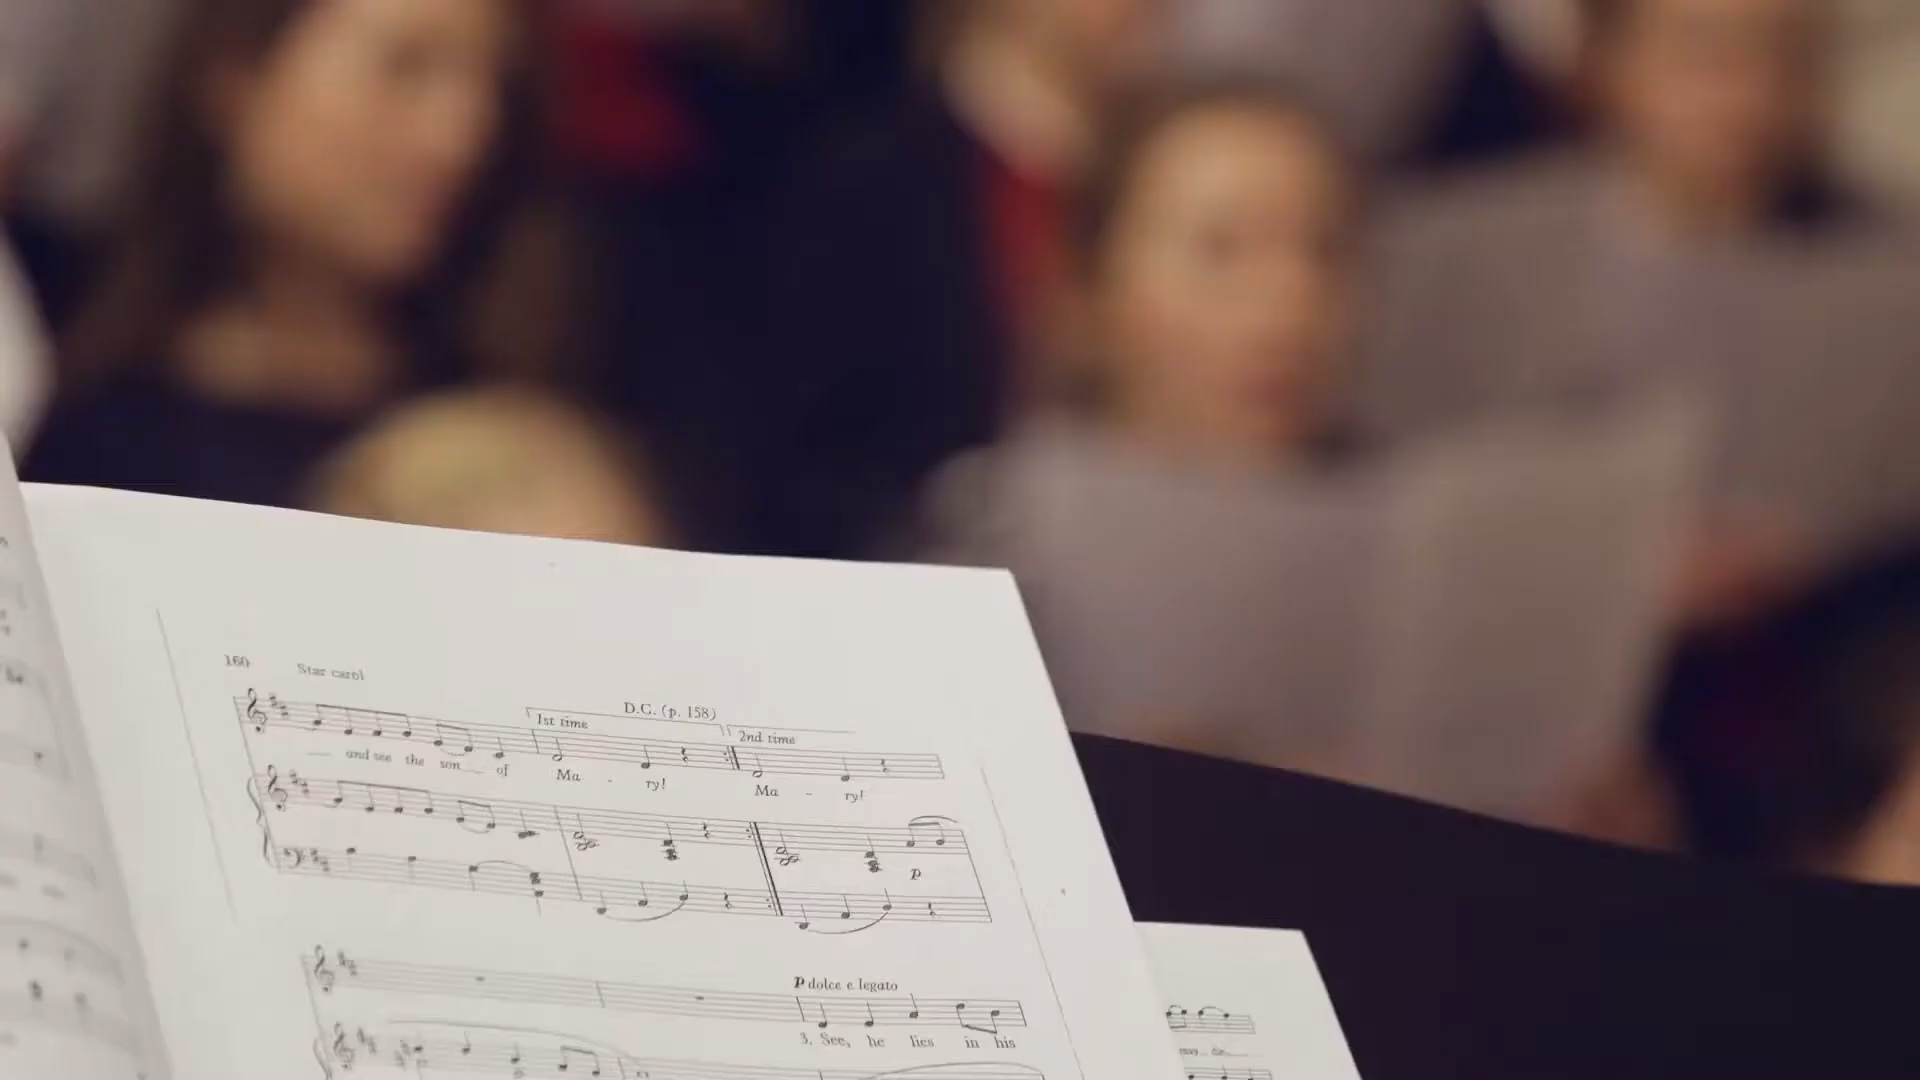 160 Star carol
D.C. (p. 158)
1st time 2nd time
and see the son of Ma - ry! Ma - ry!
p
p dolce e legato
3. See, he lies in his